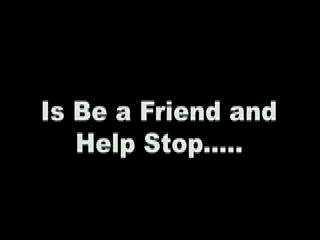 Is Be a Friend and
Help Stop.....